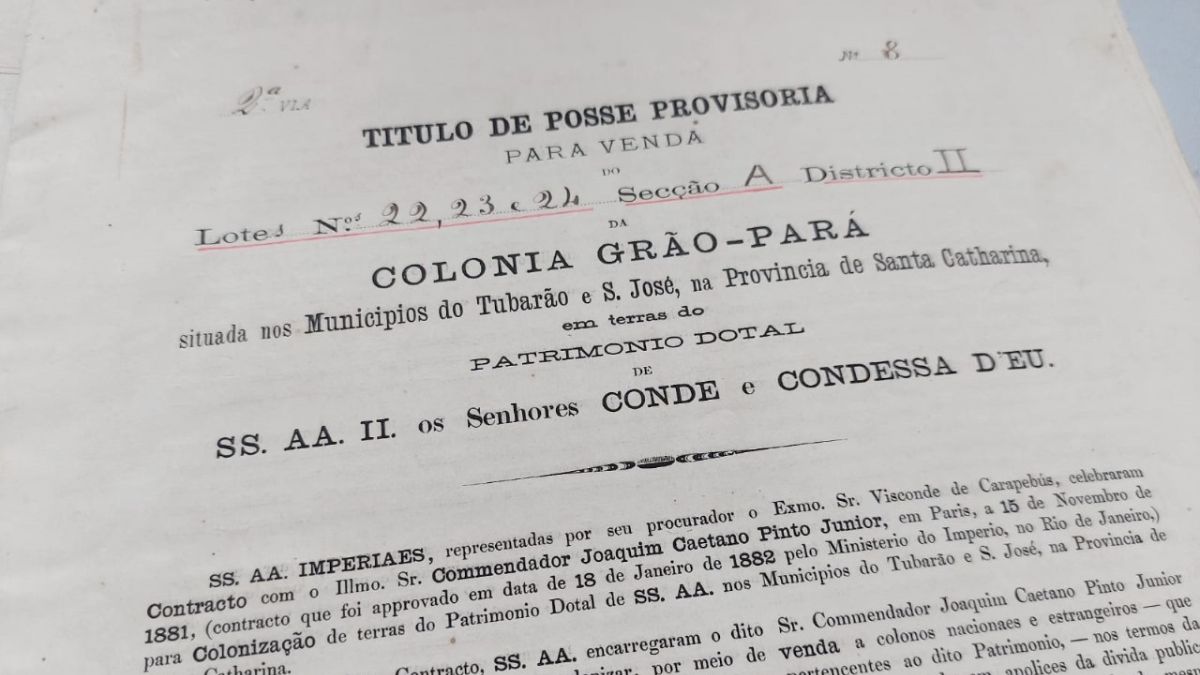 Nº 8
2.ª VIA
TITULO DE POSSE PROVISORIA
PARA VENDA
DO
Lotes N.os 22, 23 e 24 Secção A Districto II
DA
COLONIA GRÃO-PARÁ
situada nos Municipios do Tubarão e S. José, na Provincia de Santa Catharina,
em terras do
PATRIMONIO DOTAL
DE
SS. AA. II. os Senhores CONDE e CONDESSA D'EU.
SS. AA. IMPERIAES, representadas por seu procurador o Exmo. Sr. Visconde de Carapebús, celebraram
Contracto com o Illmo. Sr. Commendador Joaquim Caetano Pinto Junior, em Paris, a 15 de Novembro de
1881, (contracto que foi approvado em data de 18 de Janeiro de 1882 pelo Ministerio do Imperio, no Rio de Janeiro,)
para Colonização de terras do Patrimonio Dotal de SS. AA. nos Municipios do Tubarão e S. José, na Provincia de
Catharina.
Contracto, SS. AA. encarregaram o dito Sr. Commendador Joaquim Caetano Pinto Junior
por meio de venda a colonos nacionaes e estrangeiros — que
ao dito Patrimonio, — nos termos da
apolices da divida public